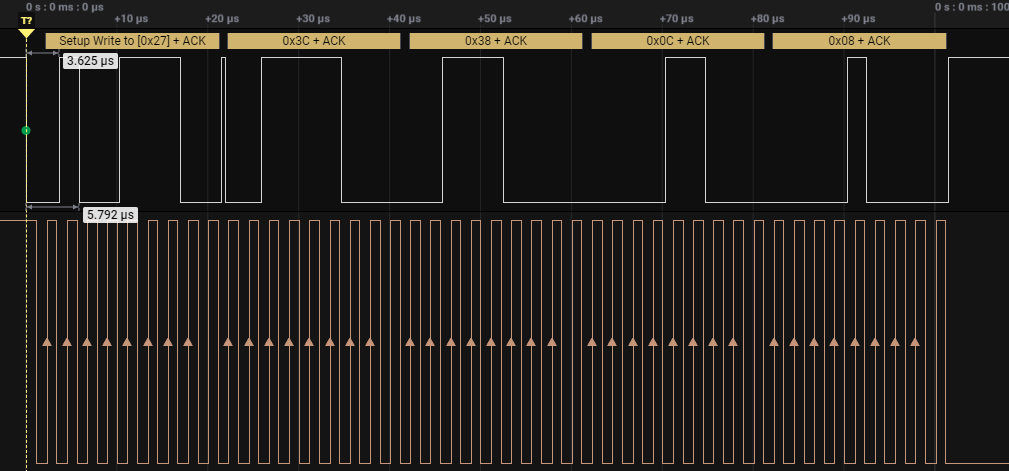 0 s : 0 ms : 0 µs
0 s : 0 ms : 100
T?
+10 µs
+20 µs
+30 µs
+40 µs
+50 µs
+60 µs
+70 µs
+80 µs
+90 µs
Setup Write to [0x27] + ACK
0x3C + ACK
0x38 + ACK
0x0C + ACK
0x08 + ACK
3.625 µs
5.792 µs